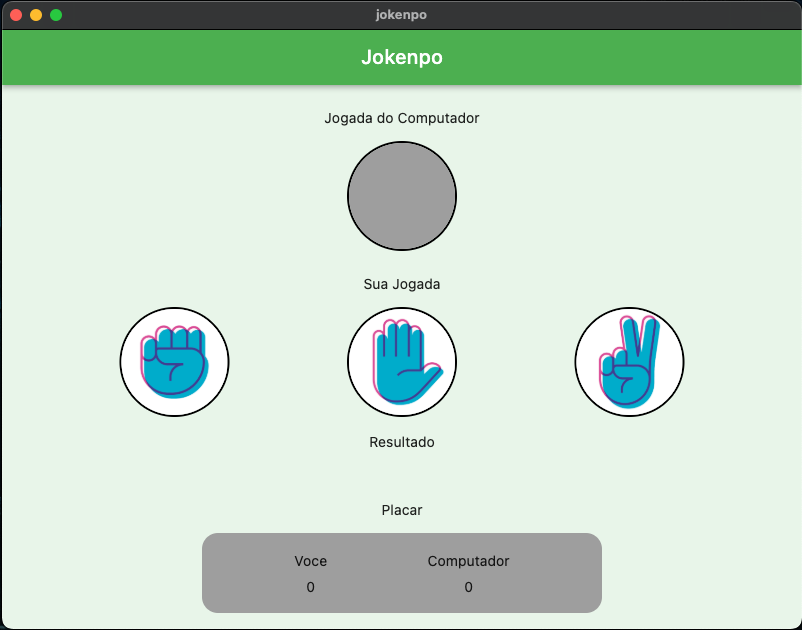 jokenpo
Jokenpo
Jogada do Computador
Sua Jogada
Resultado
Placar
Voce Computador
0 0